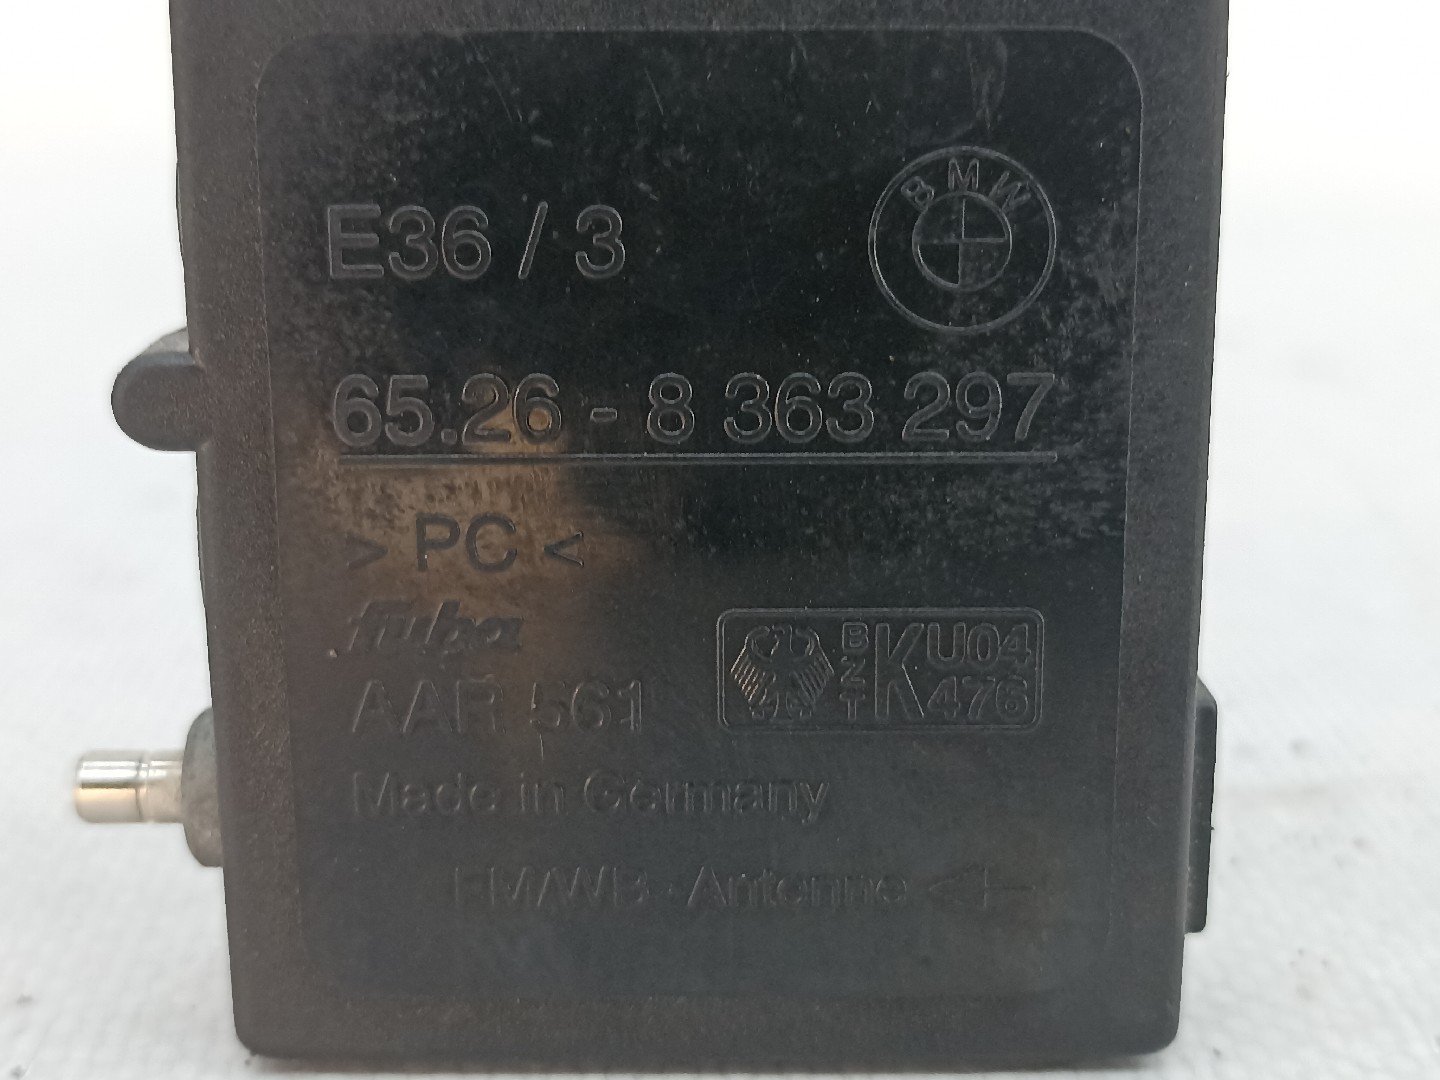 BMW
E36 / 3
65.26 - 8 363 297
> PC <
fuba
AAR 561
BZT K U04 476
Made in Germany
FM/WB - Antenne